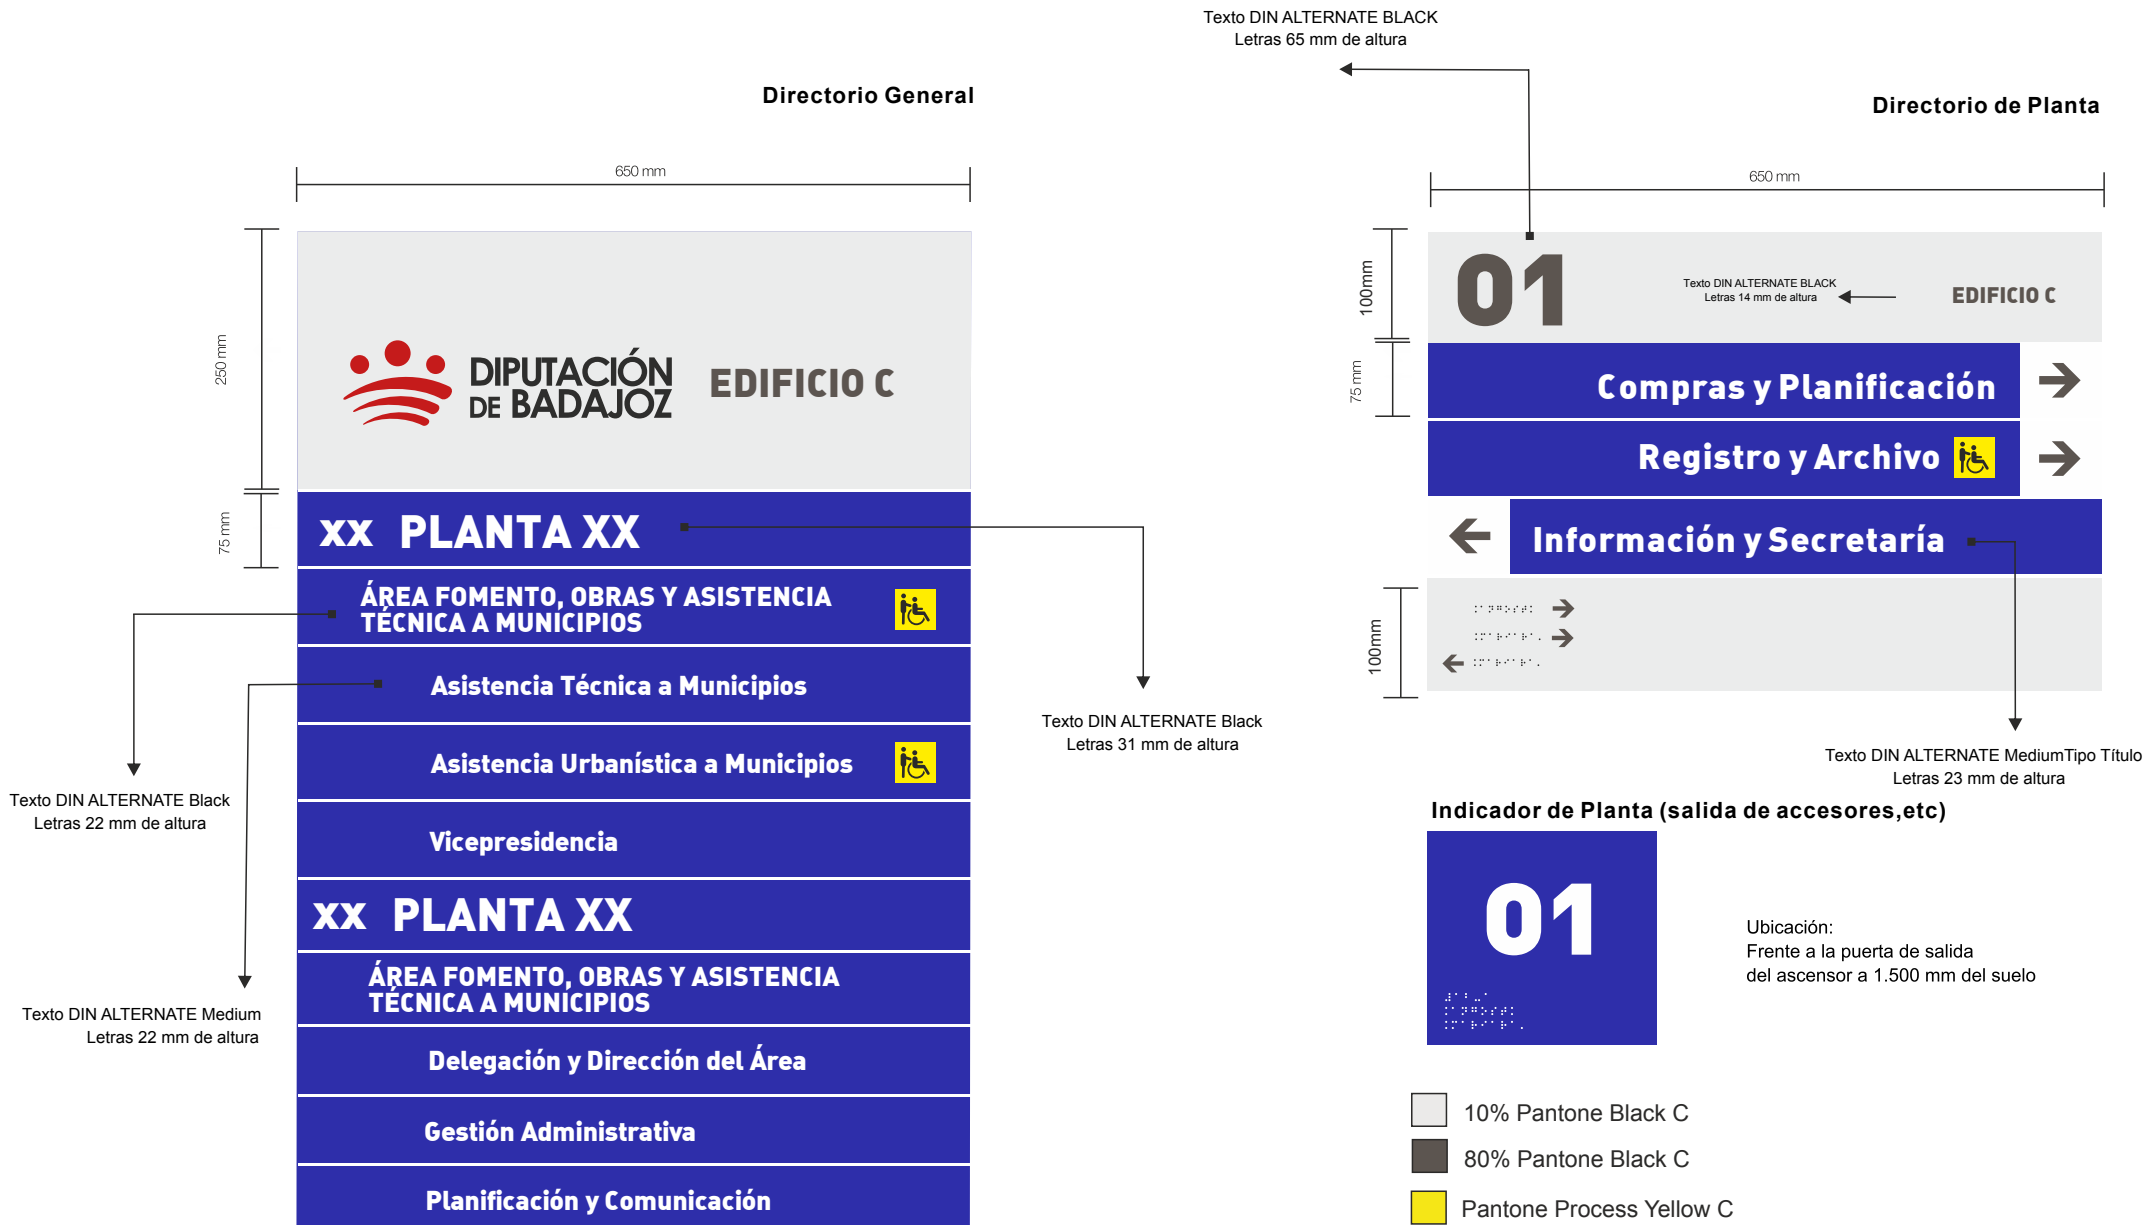 Texto DIN ALTERNATE BLACK
Letras 65 mm de altura
Directorio General
650 mm
250 mm
DIPUTACIÓN
DE BADAJOZ
EDIFICIO C
75 mm
xx PLANTA XX
ÁREA FOMENTO, OBRAS Y ASISTENCIA
TÉCNICA A MUNICIPIOS
Asistencia Técnica a Municipios
Asistencia Urbanística a Municipios
Vicepresidencia
xx PLANTA XX
ÁREA FOMENTO, OBRAS Y ASISTENCIA
TÉCNICA A MUNICIPIOS
Delegación y Dirección del Área
Gestión Administrativa
Planificación y Comunicación
Texto DIN ALTERNATE Black
Letras 22 mm de altura
Texto DIN ALTERNATE Medium
Letras 22 mm de altura
Texto DIN ALTERNATE Black
Letras 31 mm de altura
Directorio de Planta
650 mm
100mm
01
Texto DIN ALTERNATE BLACK
Letras 14 mm de altura
EDIFICIO C
75 mm
Compras y Planificación
Registro y Archivo
Información y Secretaría
100mm
Texto DIN ALTERNATE MediumTipo Título
Letras 23 mm de altura
Indicador de Planta (salida de accesores,etc)
01
Ubicación:
Frente a la puerta de salida
del ascensor a 1.500 mm del suelo
10% Pantone Black C
80% Pantone Black C
Pantone Process Yellow C